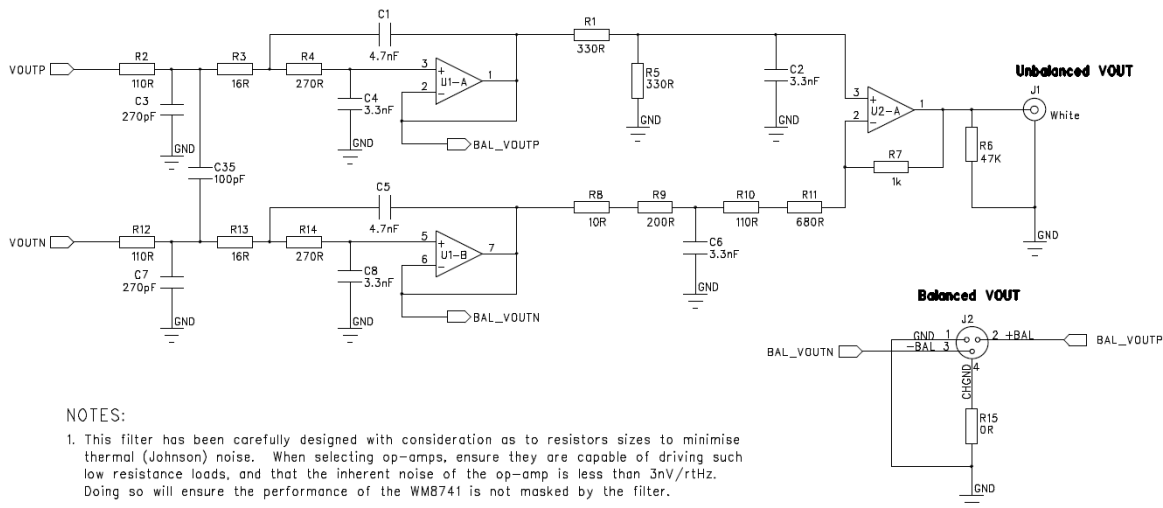 C1
4.7nF
R1
330R
R2
110R
R3
16R
R4
270R
VOUTP
3
2
1
+
−
U1-A
C3
270pF
GND
C4
3.3nF
GND
BAL_VOUTP
R5
330R
GND
C2
3.3nF
GND
3
2
1
+
−
U2-A
Unbalanced VOUT
J1
White
R6
47K
GND
R7
1k
C35
100pF
C5
4.7nF
R8
10R
R9
200R
R10
110R
R11
680R
C6
3.3nF
GND
VOUTN
R12
110R
R13
16R
R14
270R
5
6
7
+
−
U1-B
C7
270pF
GND
C8
3.3nF
GND
BAL_VOUTN
Balanced VOUT
J2
GND 1
2 +BAL
-BAL 3
4
BAL_VOUTN
BAL_VOUTP
CHGND
R15
0R
GND
NOTES:
1. This filter has been carefully designed with consideration as to resistors sizes to minimise
thermal (Johnson) noise. When selecting op-amps, ensure they are capable of driving such
low resistance loads, and that the inherent noise of the op-amp is less than 3nV/rtHz.
Doing so will ensure the performance of the WM8741 is not masked by the filter.